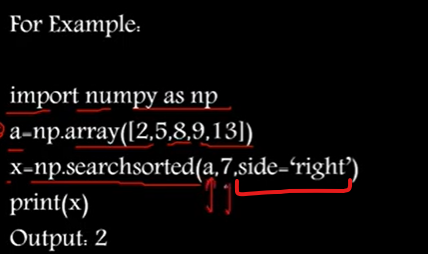 For Example:
import numpy as np
a=np.array([2,5,8,9,13])
x=np.searchsorted(a,7,side=‘right’)
print(x)
Output: 2